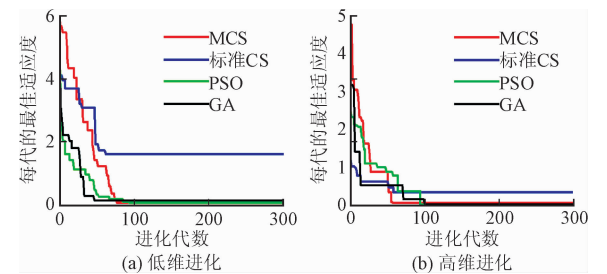 6
4
2
0
每代的最佳适应度
MCS
标准CS
PSO
GA
0
100
200
300
进化代数
(a) 低维进化
5
4
3
2
1
0
每代的最佳适应度
MCS
标准CS
PSO
GA
0
100
200
300
进化代数
(b) 高维进化